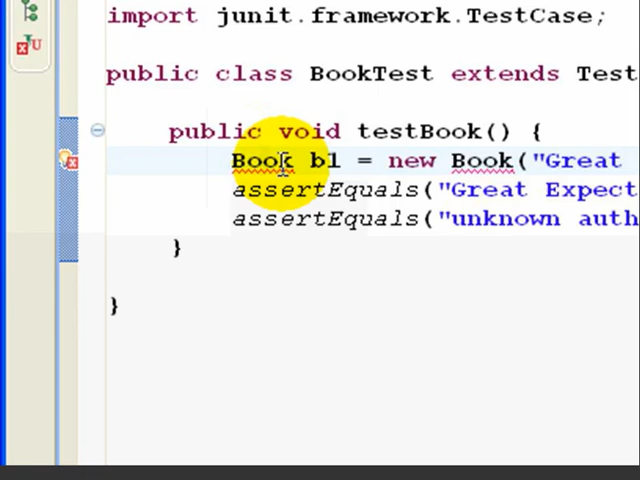 import junit.framework.TestCase;
public class BookTest extends Test
public void testBook() {
Book b1 = new Book("Great
assertEquals("Great Expect
assertEquals("unknown auth
}
}